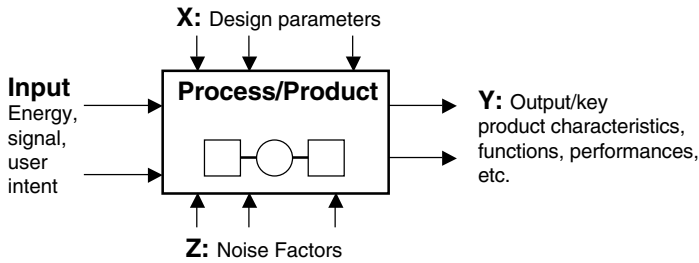 X: Design parameters
Input
Energy,
signal,
user
intent
Process/Product
Y: Output/key
product characteristics,
functions, performances,
etc.
Z: Noise Factors